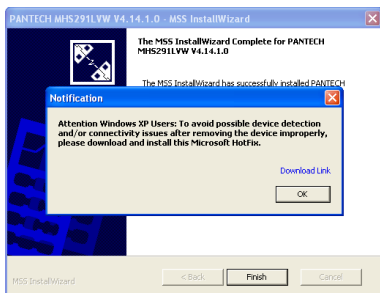 PANTECH MHS291LVW V4.14.1.0 - MSS InstallWizard
The MSS InstallWizard Complete for PANTECH
MHS291LVW V4.14.1.0
The MSS InstallWizard has successfully installed PANTECH
Notification
Attention Windows XP Users: To avoid possible device detection
and/or connectivity issues after removing the device improperly,
please download and install this Microsoft HotFix.
Download Link
OK
MSS InstallWizard
< Back
Finish
Cancel